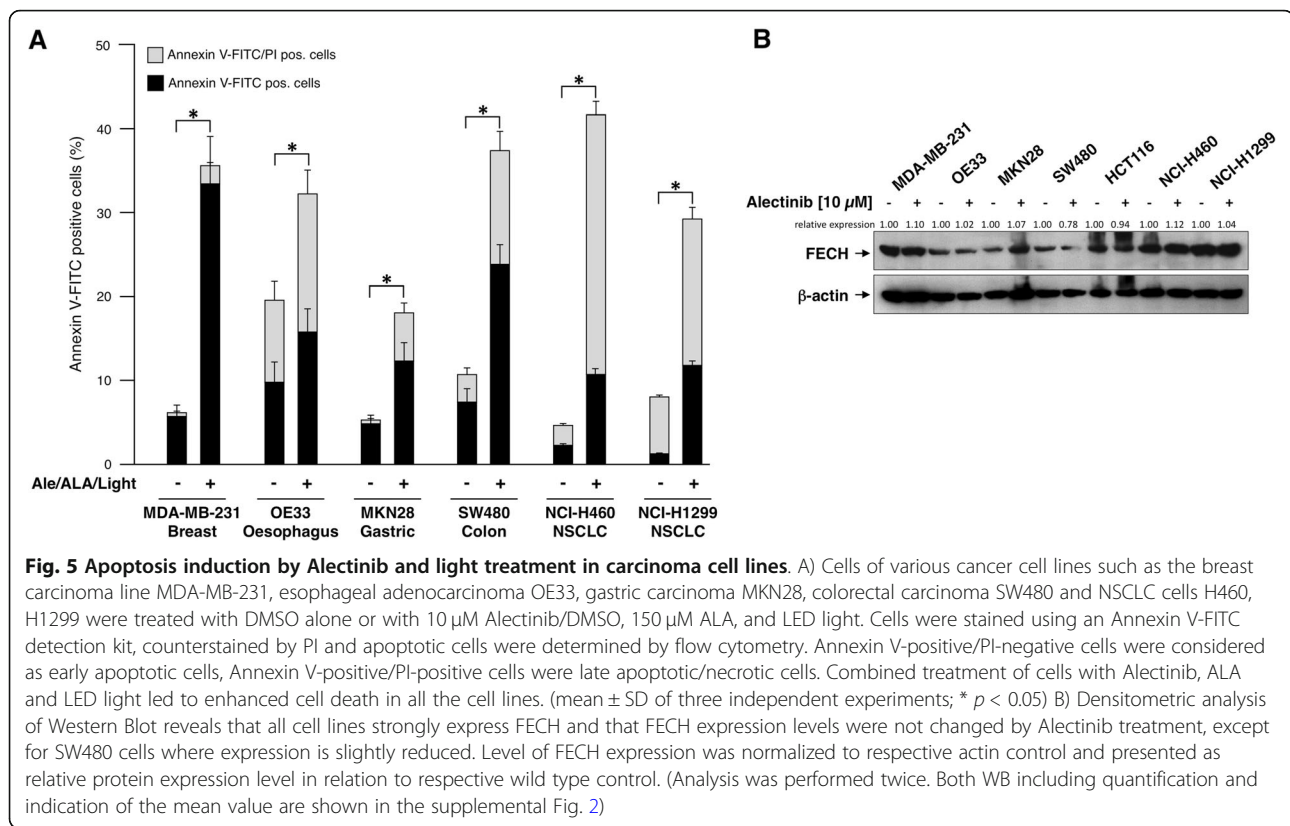 A
50
40
30
20
10
0
Annexin V-FITC positive cells (%)
Annexin V-FITC/PI pos. cells
Annexin V-FITC pos. cells
* * * * * *
Ale/ALA/Light - + - + - + - + - + - +
MDA-MB-231 OE33 MKN28 SW480 NCI-H460 NCI-H1299
Breast Oesophagus Gastric Colon NSCLC NSCLC
B
MDA-MB-231 OE33 MKN28 SW480 HCT116 NCI-H460 NCI-H1299
Alectinib [10 µM] - + - + - + - + - + - + - +
relative expression 1.00 1.10 1.00 1.02 1.00 1.07 1.00 0.78 1.00 0.94 1.00 1.12 1.00 1.04
FECH →
β-actin →
Fig. 5 Apoptosis induction by Alectinib and light treatment in carcinoma cell lines. A) Cells of various cancer cell lines such as the breast
carcinoma line MDA-MB-231, esophageal adenocarcinoma OE33, gastric carcinoma MKN28, colorectal carcinoma SW480 and NSCLC cells H460,
H1299 were treated with DMSO alone or with 10 µM Alectinib/DMSO, 150 µM ALA, and LED light. Cells were stained using an Annexin V-FITC
detection kit, counterstained by PI and apoptotic cells were determined by flow cytometry. Annexin V-positive/PI-negative cells were considered
as early apoptotic cells, Annexin V-positive/PI-positive cells were late apoptotic/necrotic cells. Combined treatment of cells with Alectinib, ALA
and LED light led to enhanced cell death in all the cell lines. (mean ± SD of three independent experiments; * p < 0.05) B) Densitometric analysis
of Western Blot reveals that all cell lines strongly express FECH and that FECH expression levels were not changed by Alectinib treatment, except
for SW480 cells where expression is slightly reduced. Level of FECH expression was normalized to respective actin control and presented as
relative protein expression level in relation to respective wild type control. (Analysis was performed twice. Both WB including quantification and
indication of the mean value are shown in the supplemental Fig. 2)